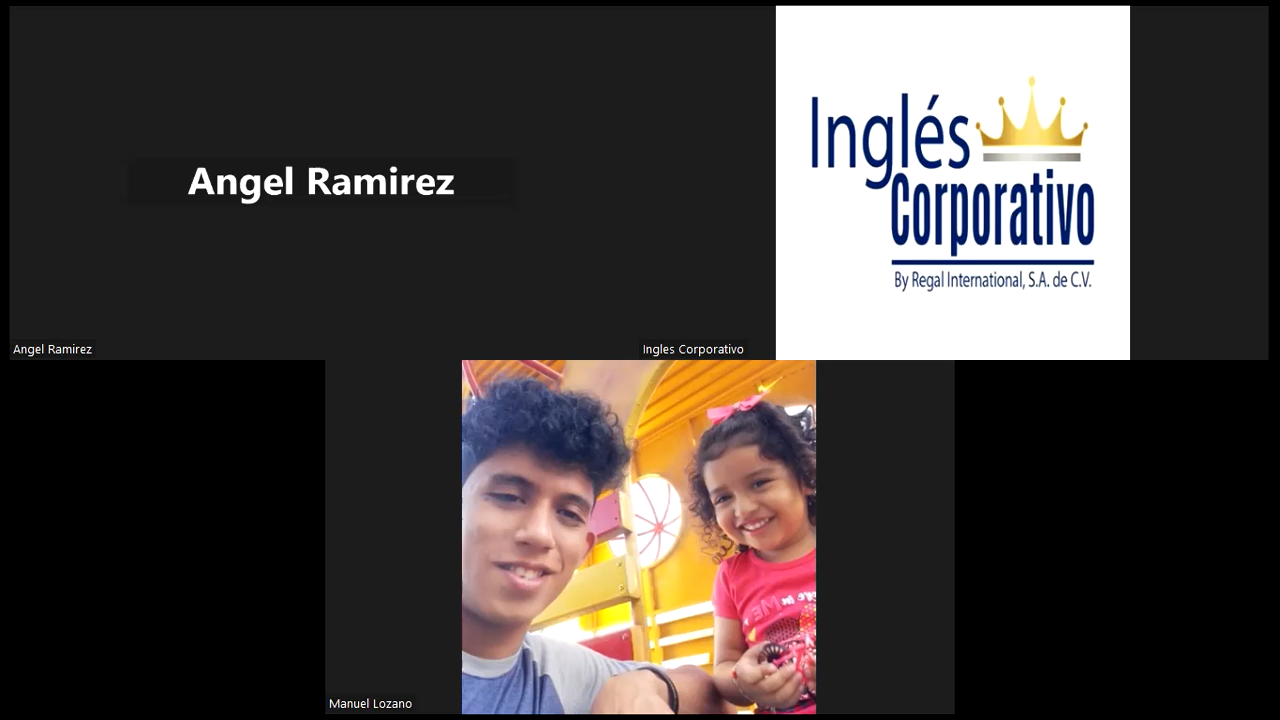 Angel Ramirez
Angel Ramirez
Inglés
Corporativo
By Regal International, S.A. de C.V.
Ingles Corporativo
Manuel Lozano